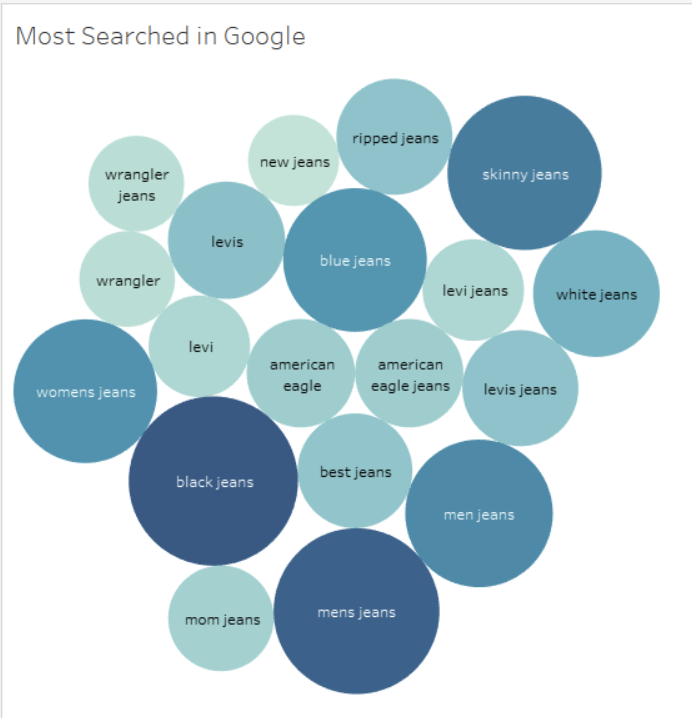 Most Searched in Google
ripped jeans
new jeans
skinny jeans
wrangler
jeans
levis
blue jeans
wrangler
levi jeans
white jeans
levi
american
eagle
american
eagle jeans
womens jeans
levis jeans
best jeans
black jeans
men jeans
mom jeans
mens jeans